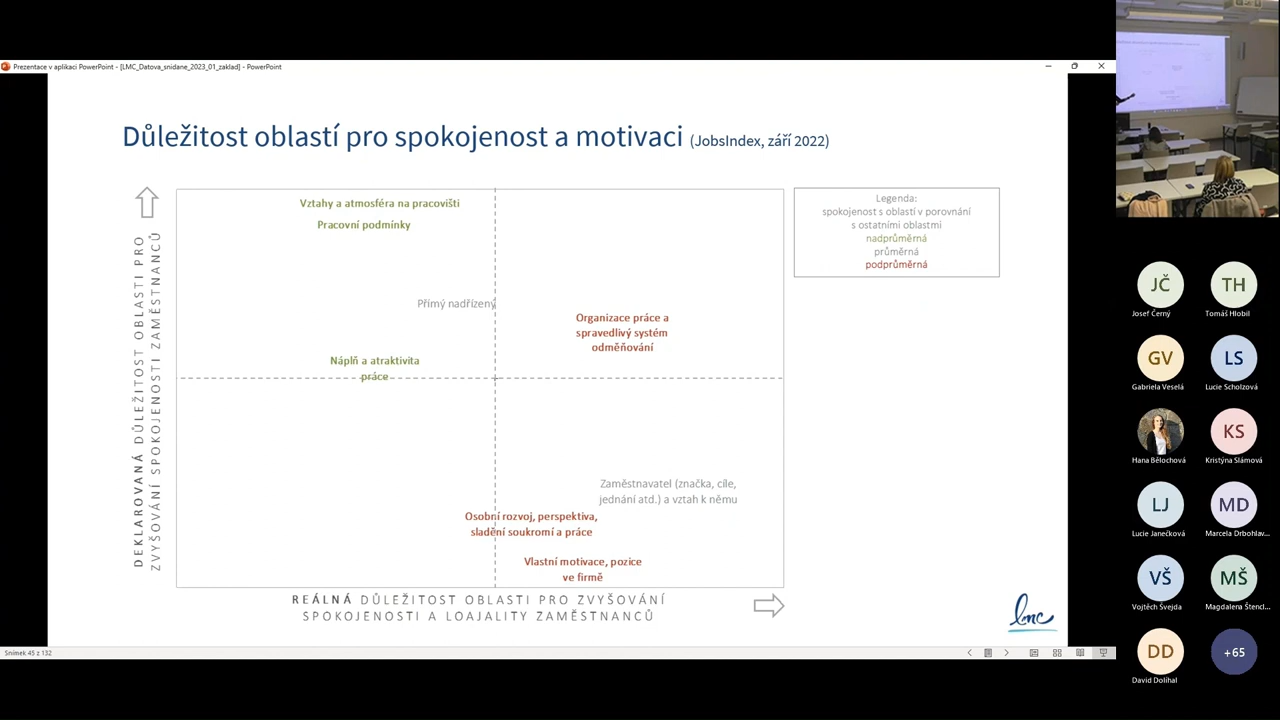 Prezentace v aplikaci PowerPoint - [LMC_Datova_snidane_2023_01_zaklad] - PowerPoint
Důležitost oblastí pro spokojenost a motivaci (JobsIndex, září 2022)
DEKLAROVANÁ DŮLEŽITOST OBLASTI PRO
ZVYŠOVÁNÍ SPOKOJENOSTI ZAMĚSTNANCŮ
Vztahy a atmosféra na pracovišti
Pracovní podmínky
Přímý nadřízený
Organizace práce a
spravedlivý systém
odměňování
Náplň a atraktivita
práce
Zaměstnavatel (značka, cíle,
jednání atd.) a vztah k němu
Osobní rozvoj, perspektiva,
sladění soukromí a práce
Vlastní motivace, pozice
ve firmě
REÁLNÁ DŮLEŽITOST OBLASTI PRO ZVYŠOVÁNÍ
SPOKOJENOSTI A LOAJALITY ZAMĚSTNANCŮ
Legenda:
spokojenost s oblastí v porovnání
s ostatními oblastmi
nadprůměrná
průměrná
podprůměrná
lmc
Snímek 45 z 132
JČ
Josef Černý
TH
Tomáš Hlobil
GV
Gabriela Veselá
LS
Lucie Scholzová
Hana Bělochová
KS
Kristýna Slámová
LJ
Lucie Janečková
MD
Marcela Drbohlav...
VŠ
Vojtěch Švejda
MŠ
Magdalena Štencl...
DD
David Dolíhal
+65